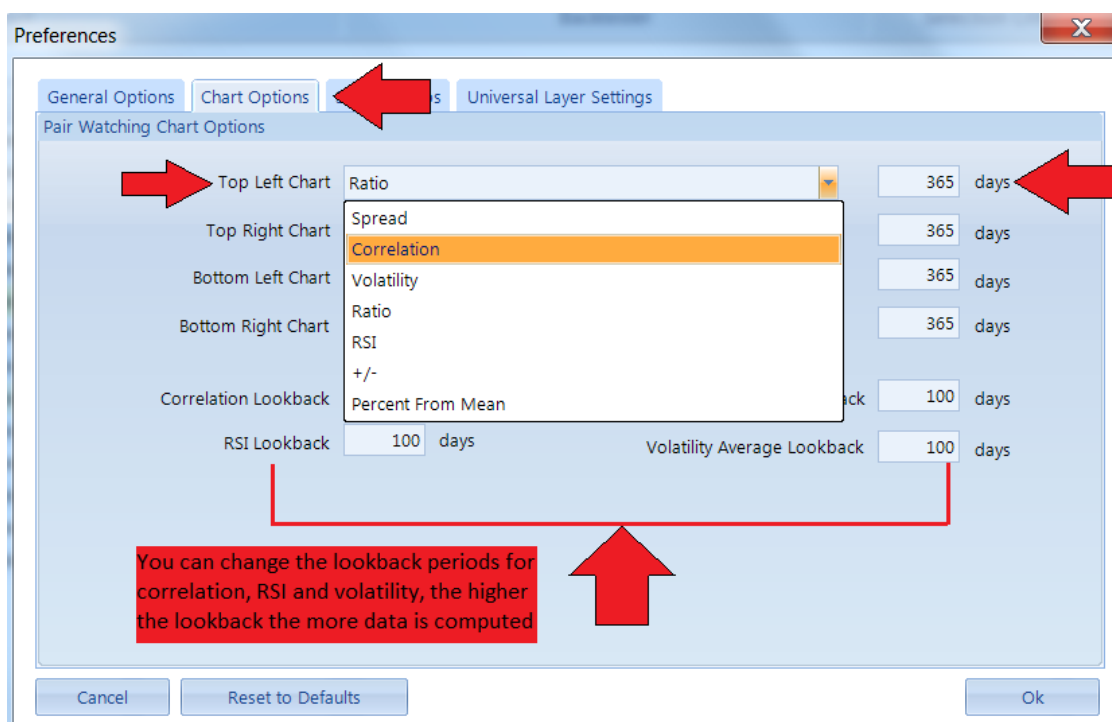 Preferences
X
General Options Chart Options Universal Layer Settings
Pair Watching Chart Options
Top Left Chart Ratio 365 days
Spread
Top Right Chart 365 days
Correlation
Bottom Left Chart Volatility 365 days
Ratio
Bottom Right Chart 365 days
RSI
+/-
Correlation Lookback Percent From Mean 100 days
RSI Lookback 100 days Volatility Average Lookback 100 days
You can change the lookback periods for
correlation, RSI and volatility, the higher
the lookback the more data is computed
Cancel Reset to Defaults Ok